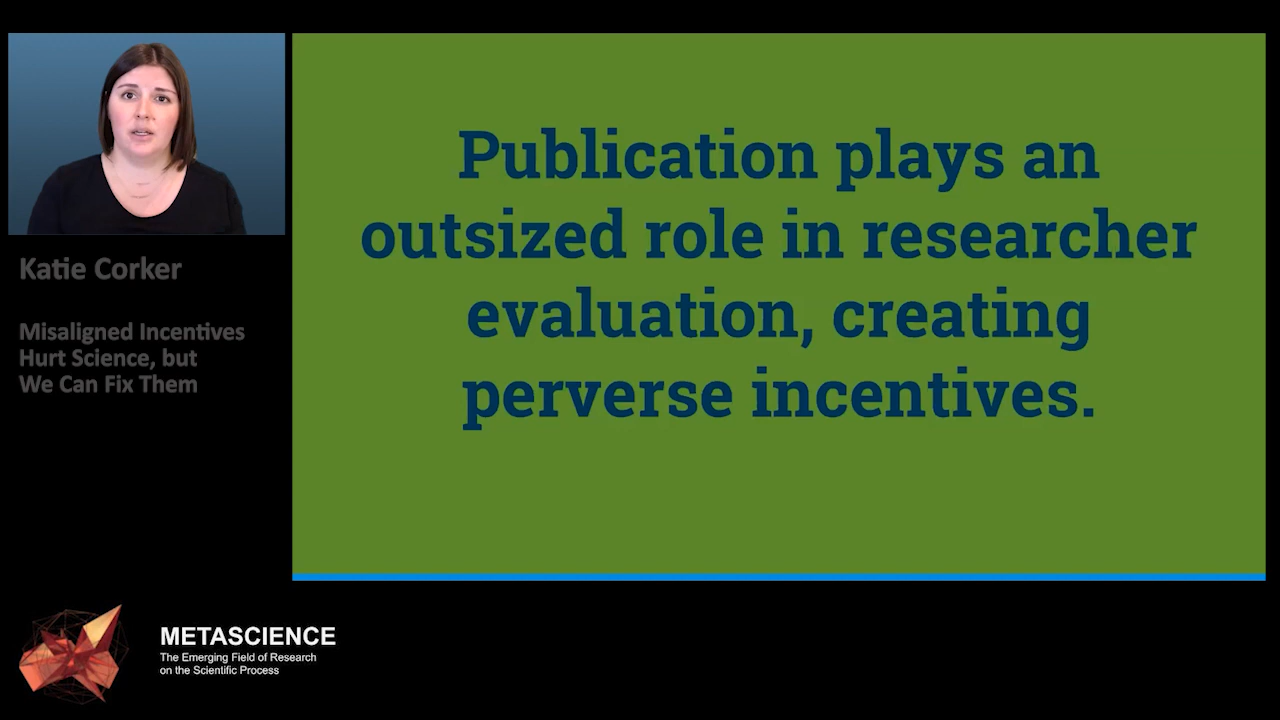 Katie Corker
Misaligned Incentives
Hurt Science, but
We Can Fix Them
Publication plays an
outsized role in researcher
evaluation, creating
perverse incentives.
METASCIENCE
The Emerging Field of Research
on the Scientific Process